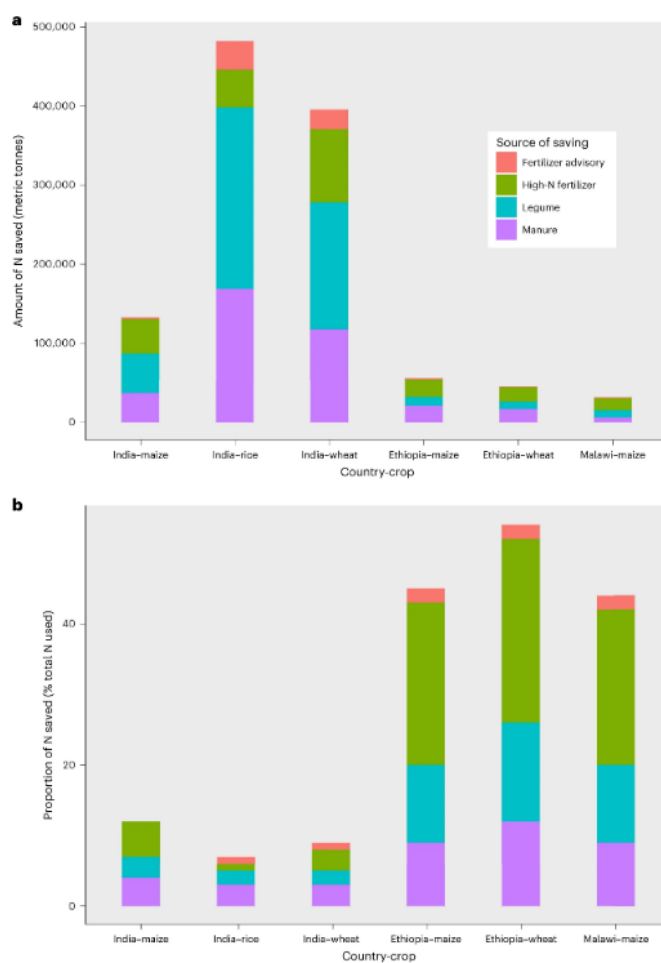 a
500,000
400,000
300,000
200,000
100,000
0
Amount of N saved (metric tonnes)
Source of saving
Fertilizer advisory
High-N fertilizer
Legume
Manure
India–maize India–rice India–wheat Ethiopia–maize Ethiopia–wheat Malawi–maize
Country-crop
b
40
20
0
Proportion of N saved (% total N used)
India–maize India–rice India–wheat Ethiopia–maize Ethiopia–wheat Malawi–maize
Country-crop